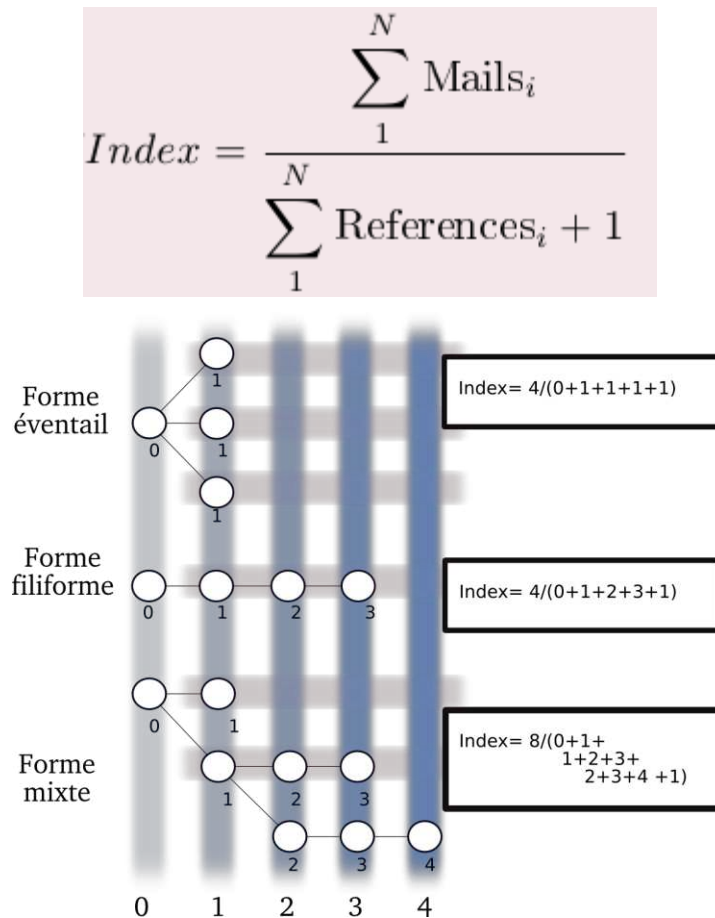 N
∑ Mails_i
1
Index =
N
∑ References_i + 1
1
Forme
éventail
0
1
1
1
Index= 4/(0+1+1+1+1)
Forme
filiforme
0
1
2
3
Index= 4/(0+1+2+3+1)
Forme
mixte
0
1
1
2
3
2
3
4
Index= 8/(0+1+
1+2+3+
2+3+4 +1)
0 1 2 3 4